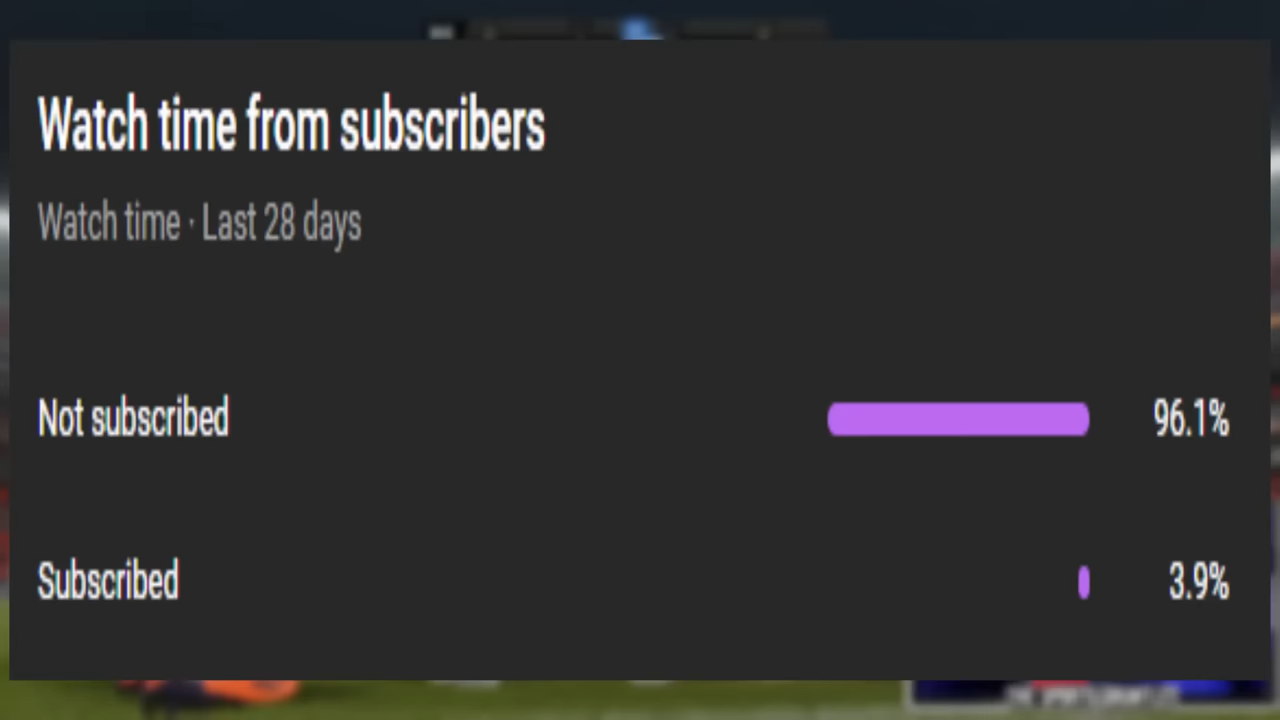 Watch time from subscribers
Watch time · Last 28 days
Not subscribed 96.1%
Subscribed 3.9%